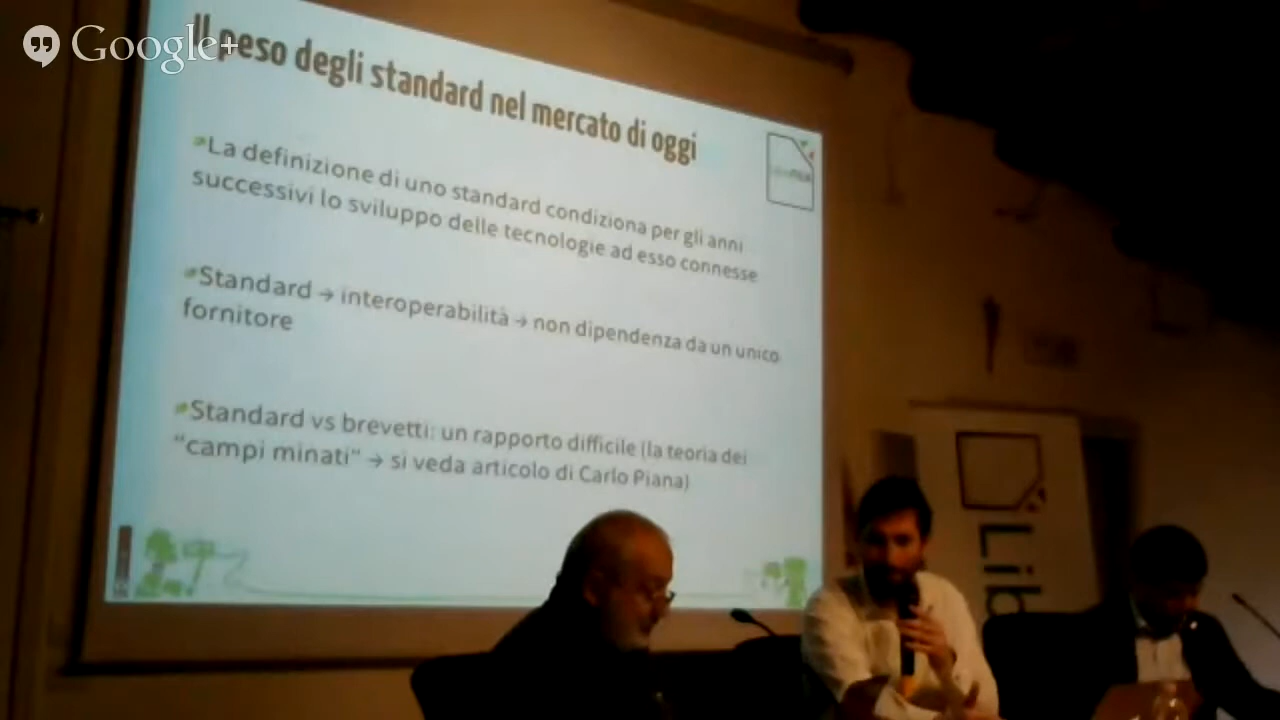 Google+
Il peso degli standard nel mercato di oggi
La definizione di uno standard condiziona per gli anni
successivi lo sviluppo delle tecnologie ad esso connesse
Standard → interoperabilità → non dipendenza da un unico
fornitore
Standard vs brevetti: un rapporto difficile (la teoria dei
"campi minati" → si veda articolo di Carlo Piana)
Lib